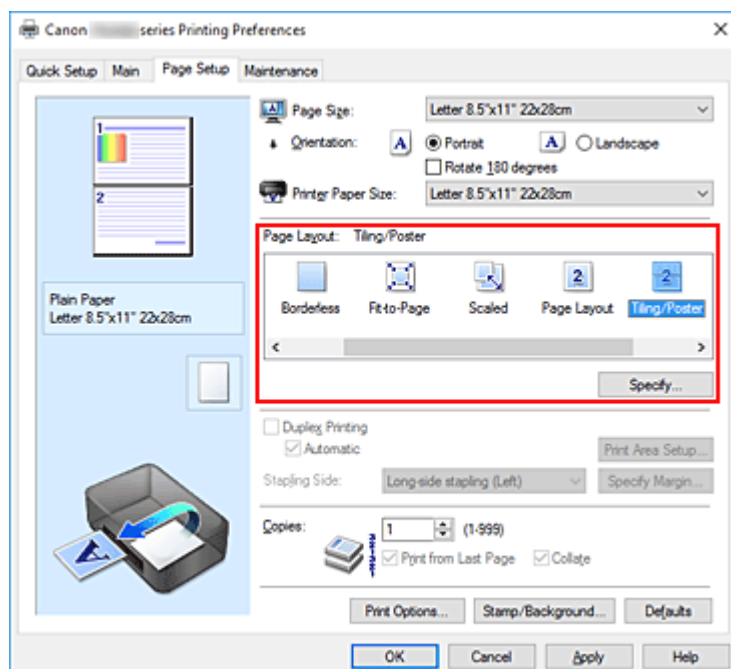 Canon series Printing Preferences
Quick Setup Main Page Setup Maintenance
1
2
Plain Paper
Letter 8.5"x11" 22x28cm
A
Page Size: Letter 8.5"x11" 22x28cm
Orientation: A Portrait A Landscape
Rotate 180 degrees
Printer Paper Size: Letter 8.5"x11" 22x28cm
Page Layout: Tiling/Poster
2 2
Borderless Fit-to-Page Scaled Page Layout Tiling/Poster
Specify...
Duplex Printing
Automatic Print Area Setup...
Stapling Side: Long-side stapling (Left) Specify Margin...
Copies: 1 (1-999)
Print from Last Page Collate
Print Options... Stamp/Background... Defaults
OK Cancel Apply Help